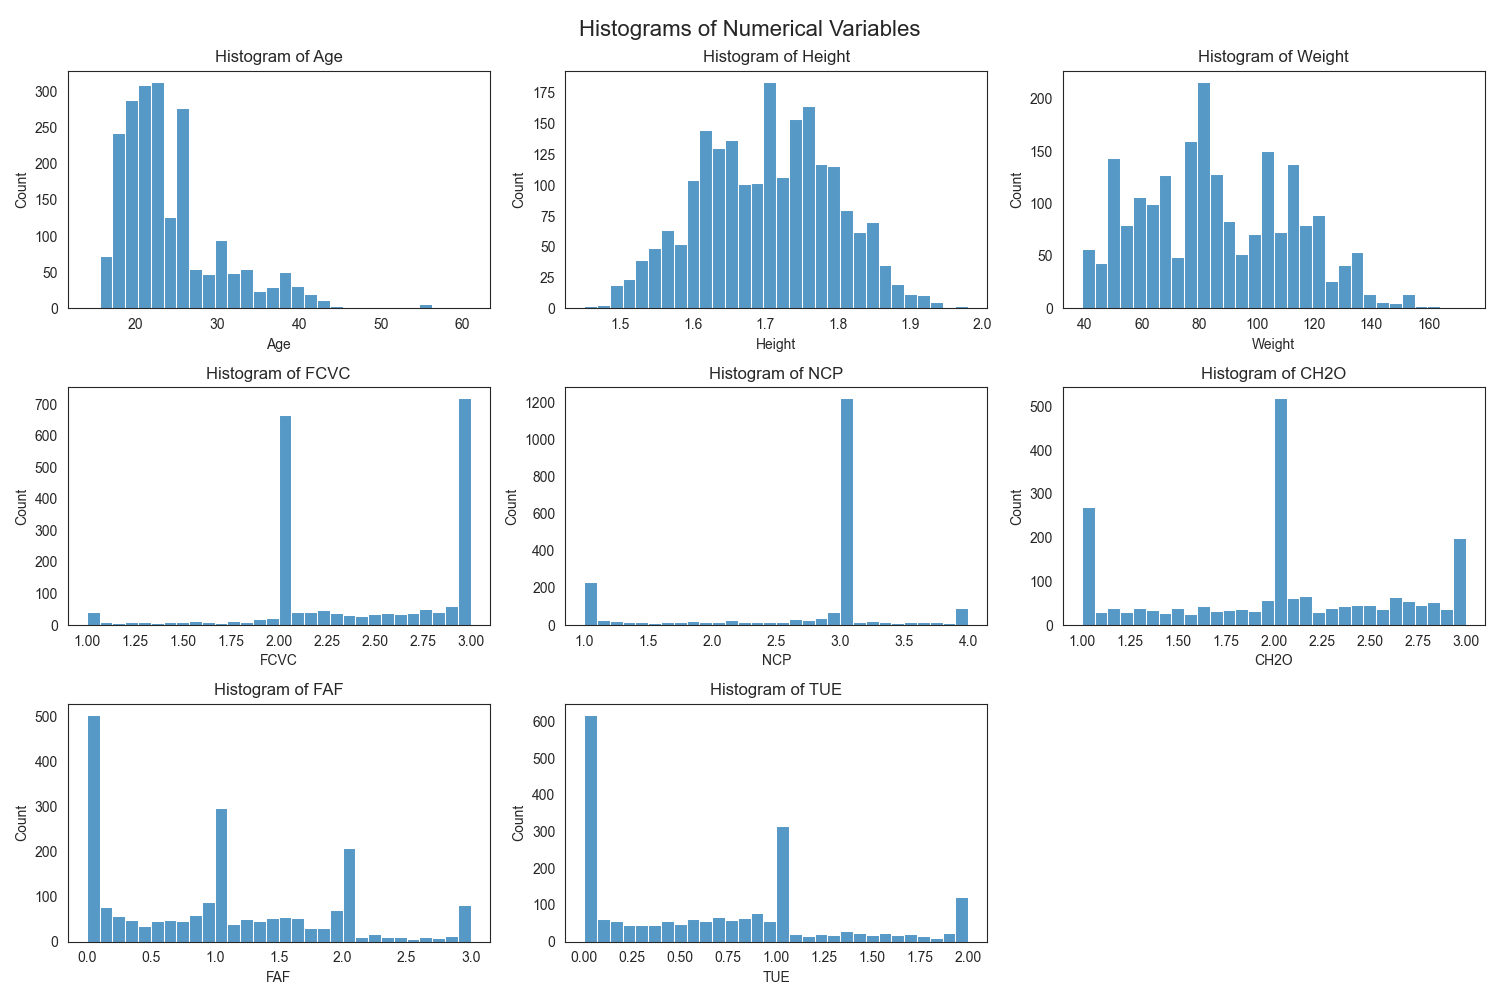 Histograms of Numerical Variables
Histogram of Age
300
250
200
150
100
50
0
Count
20 30 40 50 60
Age
Histogram of Height
175
150
125
100
75
50
25
0
Count
1.5 1.6 1.7 1.8 1.9 2.0
Height
Histogram of Weight
200
150
100
50
0
Count
40 60 80 100 120 140 160
Weight
Histogram of FCVC
700
600
500
400
300
200
100
0
Count
1.00 1.25 1.50 1.75 2.00 2.25 2.50 2.75 3.00
FCVC
Histogram of NCP
1200
1000
800
600
400
200
0
Count
1.0 1.5 2.0 2.5 3.0 3.5 4.0
NCP
Histogram of CH2O
500
400
300
200
100
0
Count
1.00 1.25 1.50 1.75 2.00 2.25 2.50 2.75 3.00
CH2O
Histogram of FAF
500
400
300
200
100
0
Count
0.0 0.5 1.0 1.5 2.0 2.5 3.0
FAF
Histogram of TUE
600
500
400
300
200
100
0
Count
0.00 0.25 0.50 0.75 1.00 1.25 1.50 1.75 2.00
TUE